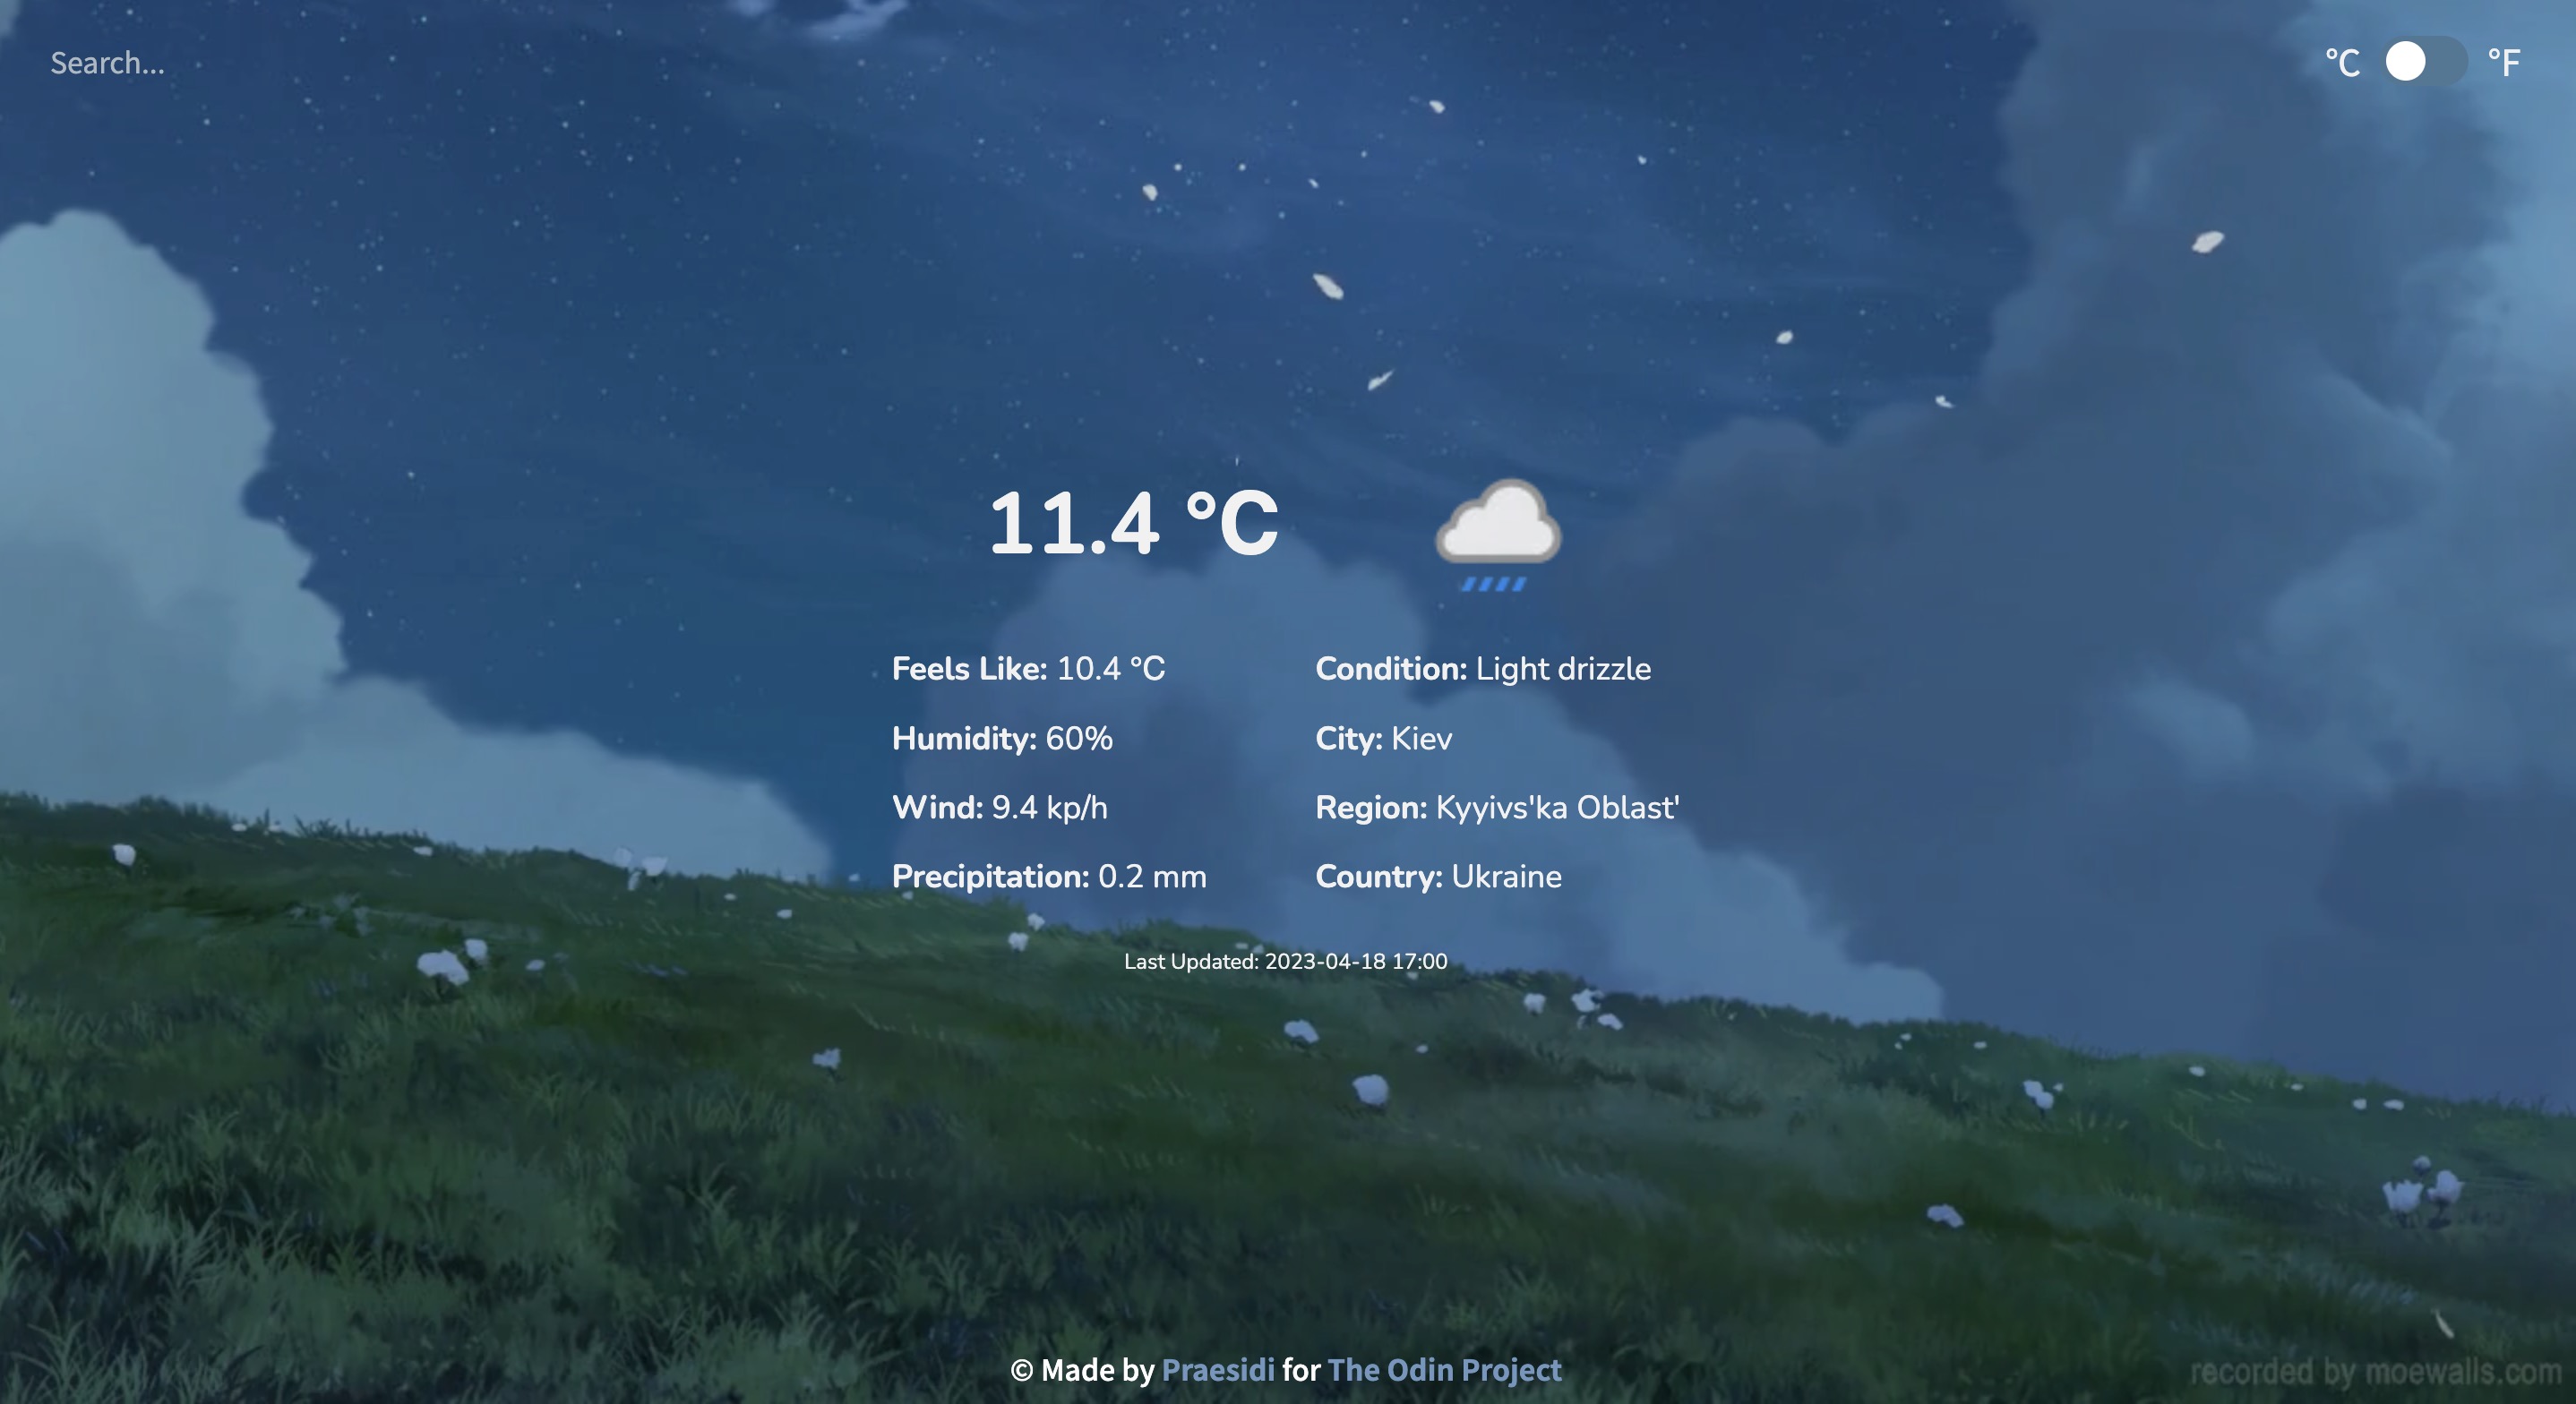 Search...
°C °F
11.4 °C
Feels Like: 10.4 °C
Condition: Light drizzle
Humidity: 60%
City: Kiev
Wind: 9.4 kp/h
Region: Kyyivs'ka Oblast'
Precipitation: 0.2 mm
Country: Ukraine
Last Updated: 2023-04-18 17:00
© Made by Praesidi for The Odin Project
recorded by moewalls.com